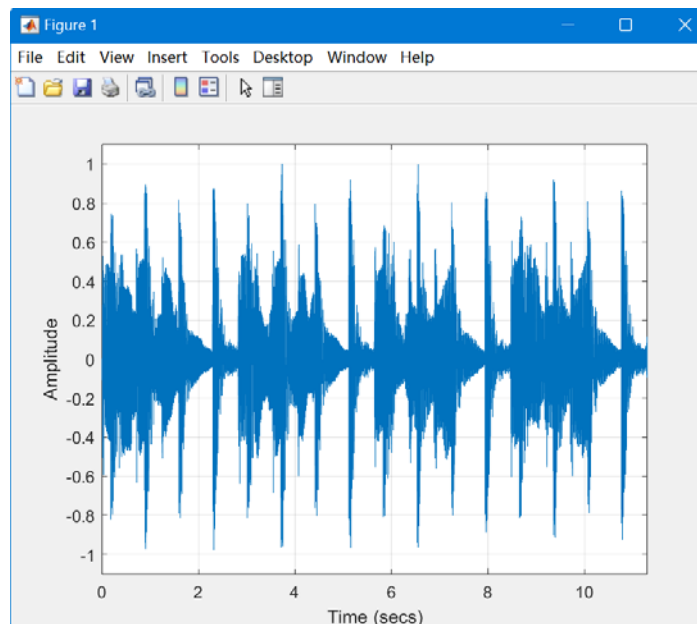 Figure 1
File Edit View Insert Tools Desktop Window Help
1
0.8
0.6
0.4
0.2
0
-0.2
-0.4
-0.6
-0.8
-1
Amplitude
0 2 4 6 8 10
Time (secs)